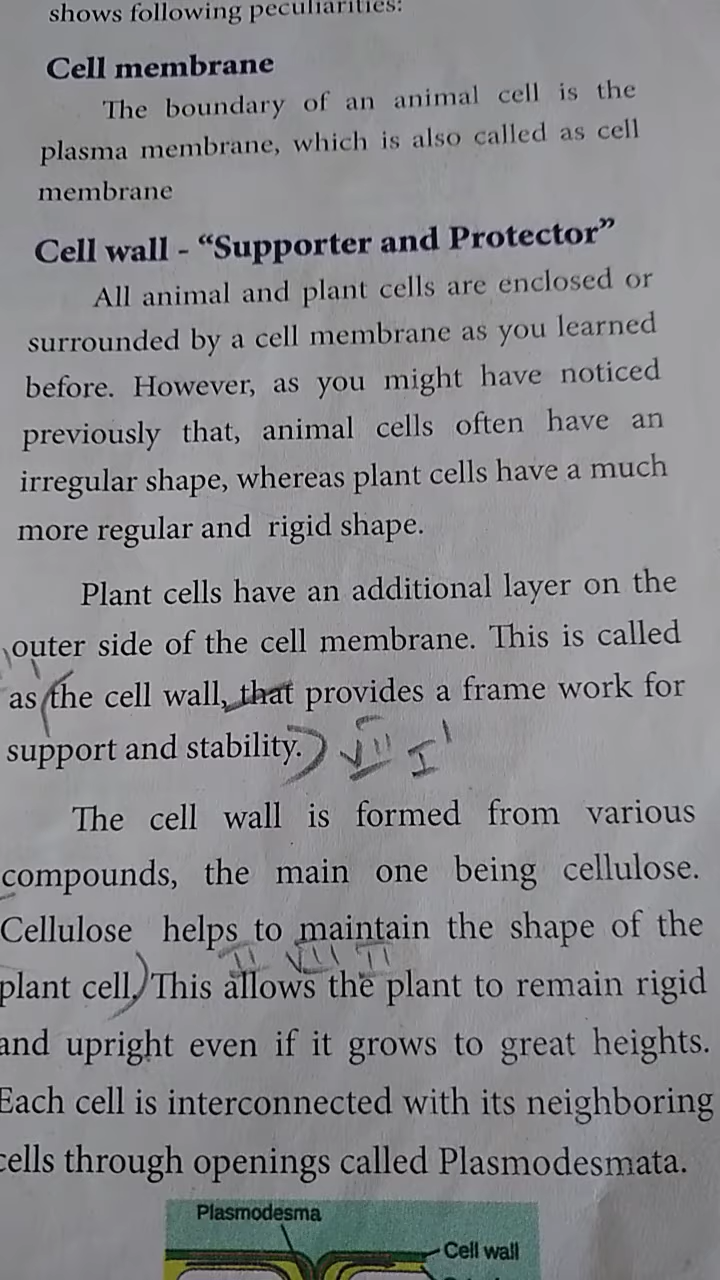 shows following peculiarities:
Cell membrane
The boundary of an animal cell is the
plasma membrane, which is also called as cell
membrane
Cell wall - “Supporter and Protector”
All animal and plant cells are enclosed or
surrounded by a cell membrane as you learned
before. However, as you might have noticed
previously that, animal cells often have an
irregular shape, whereas plant cells have a much
more regular and rigid shape.
Plant cells have an additional layer on the
outer side of the cell membrane. This is called
as (the cell wall, that provides a frame work for
support and stability.) VII I
The cell wall is formed from various
compounds, the main one being cellulose.
Cellulose helps to maintain the shape of the
II VII II
plant cell.) This allows the plant to remain rigid
and upright even if it grows to great heights.
Each cell is interconnected with its neighboring
cells through openings called Plasmodesmata.
Plasmodesma
Cell wall